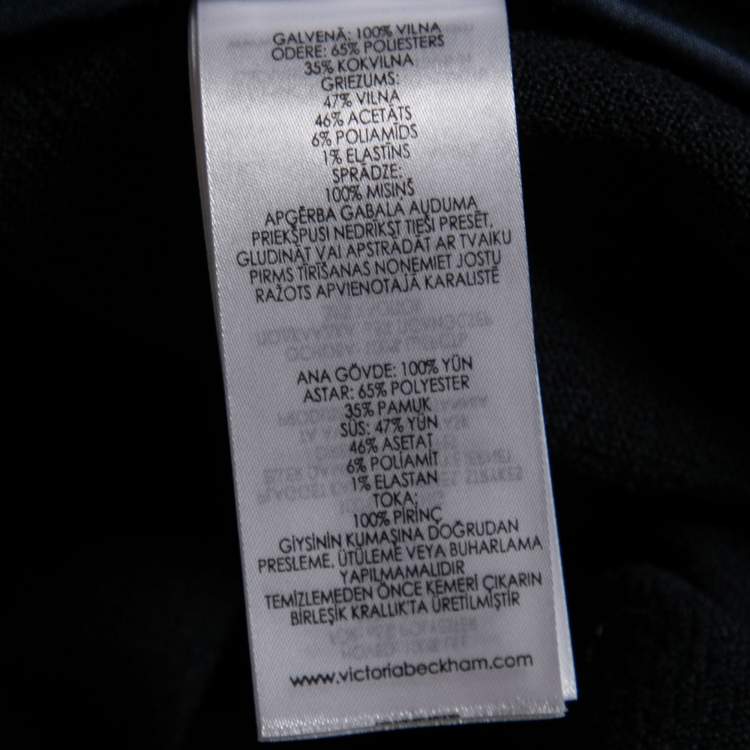 GALVENĀ: 100% VILNA
ODERE: 65% POLIESTERS
35% KOKVILNA
GRIEZUMS:
47% VILNA
46% ACETĀTS
6% POLIAMĪDS
1% ELASTĪNS
SPRĀDZE:
100% MISIŅŠ
APĢĒRBA GABALA AUDUMA
PRIEKŠPUSI NEDRĪKST TIEŠI PRESĒT,
GLUDINĀT VAI APSTRĀDĀT AR TVAIKU
PIRMS TĪRĪŠANAS NOŅEMIET JOSTU
RAŽOTS APVIENOTAJĀ KARALISTĒ
ANA GÖVDE: 100% YÜN
ASTAR: 65% POLYESTER
35% PAMUK
SÜS: 47% YÜN
46% ASETAT
6% POLIAMİT
1% ELASTAN
TOKA:
100% PİRİNÇ
GİYSİNİN KUMAŞINA DOĞRUDAN
PRESLEME, ÜTÜLEME VEYA BUHARLAMA
YAPILMAMALIDIR
TEMİZLEMEDEN ÖNCE KEMERİ ÇIKARIN
BİRLEŞİK KRALLIK'TA ÜRETİLMİŞTİR
www.victoriabeckham.com